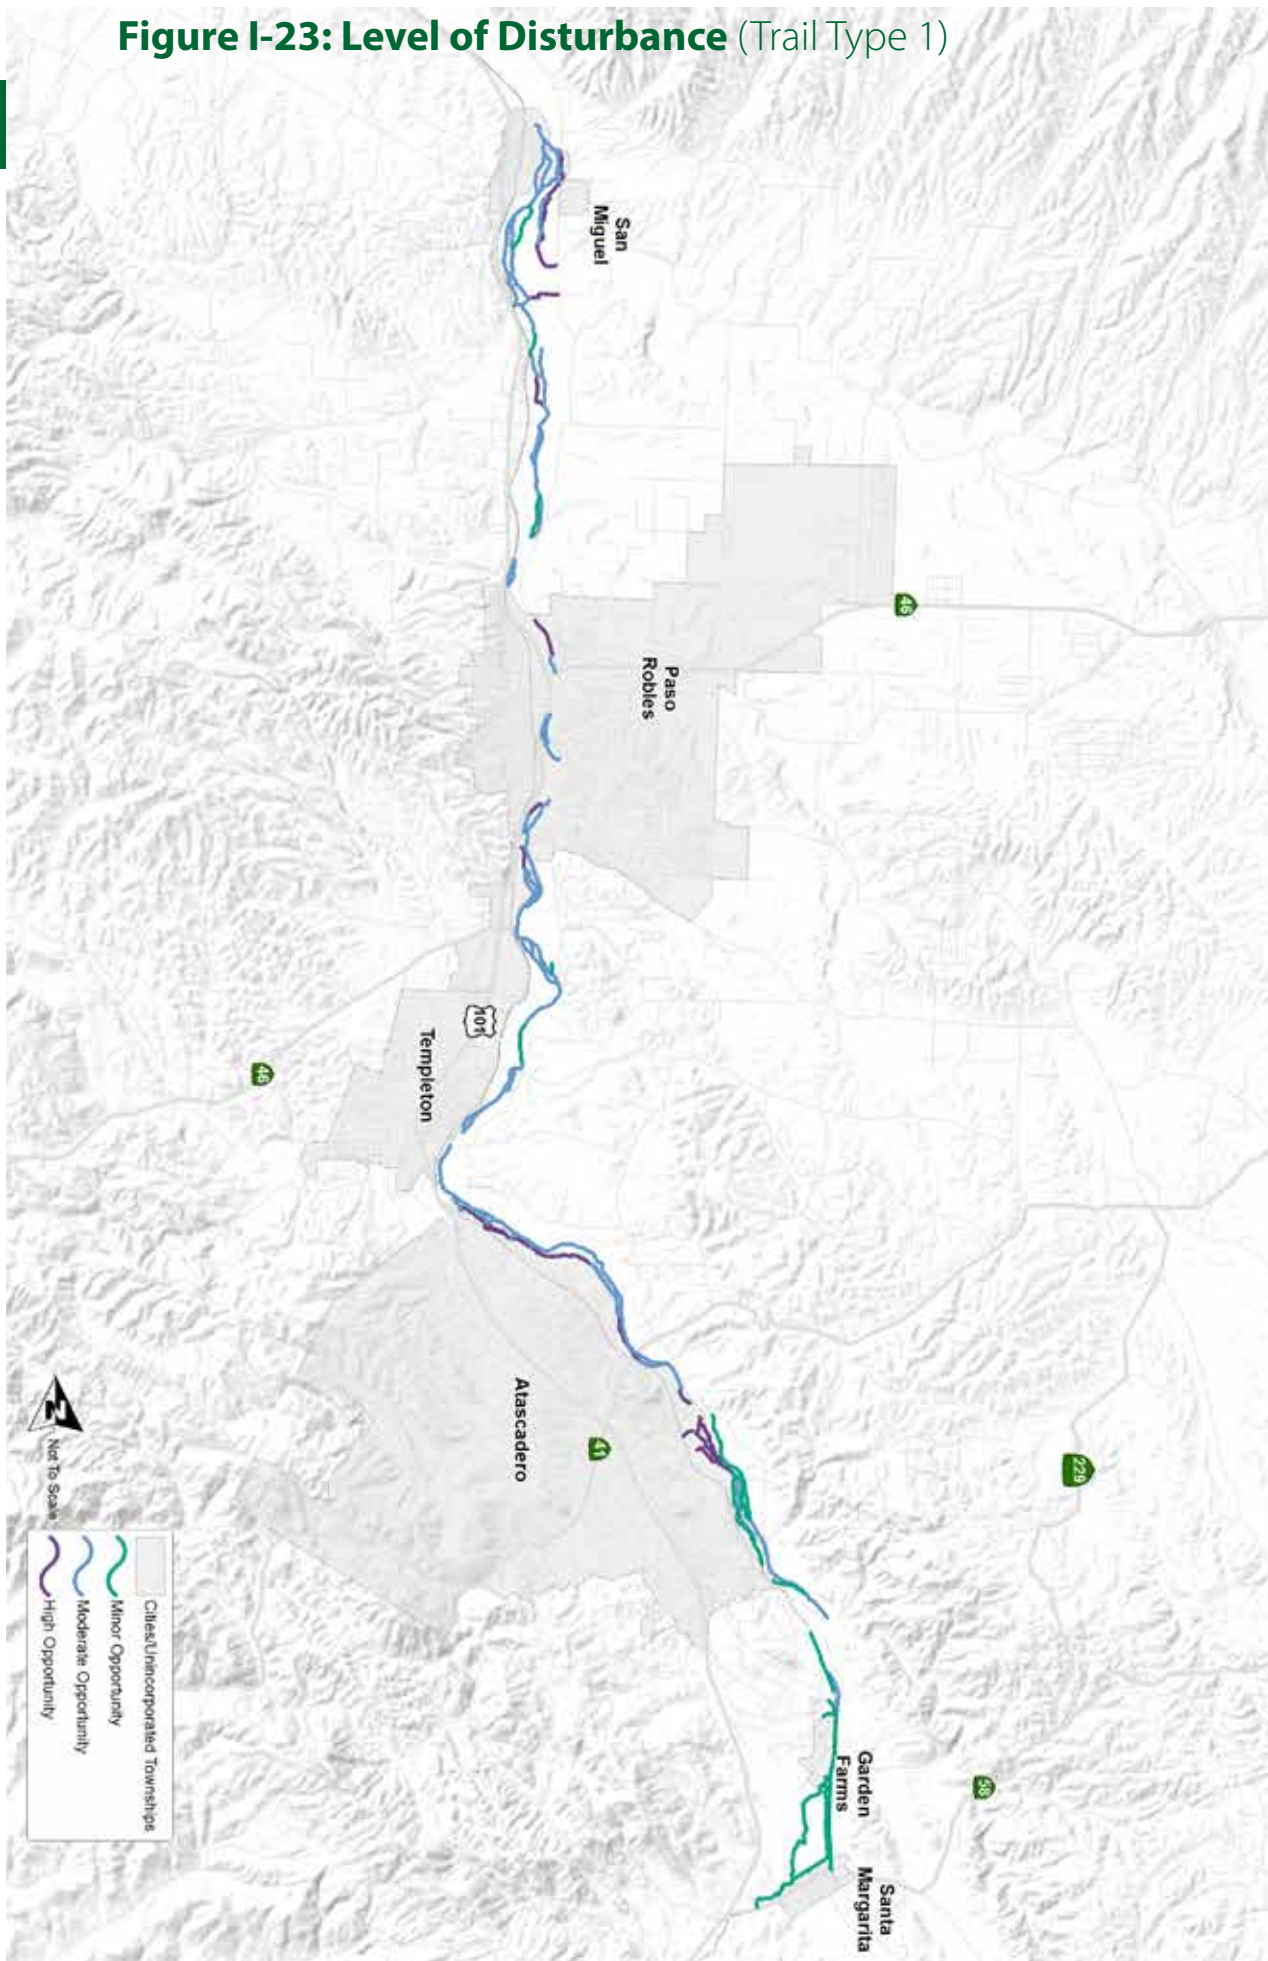 Figure I-23: Level of Disturbance (Trail Type 1)
San
Miguel
46
Paso
Robles
101
Templeton
46
Atascadero
41
229
Garden
Farms
58
Santa
Margarita
N
Not To Scale
Cities/Unincorporated Townships
Minor Opportunity
Moderate Opportunity
High Opportunity